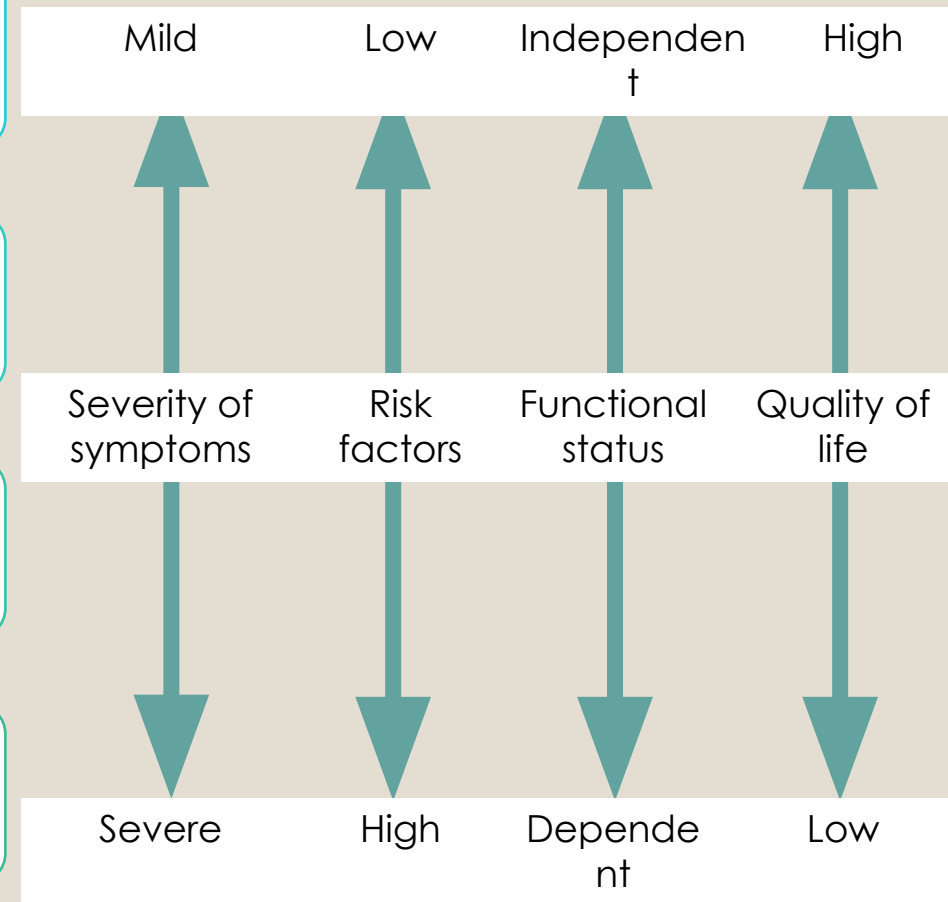 Mild Low Independen High
t
Severity of Risk Functional Quality of
symptoms factors status life
Severe High Depende Low
nt